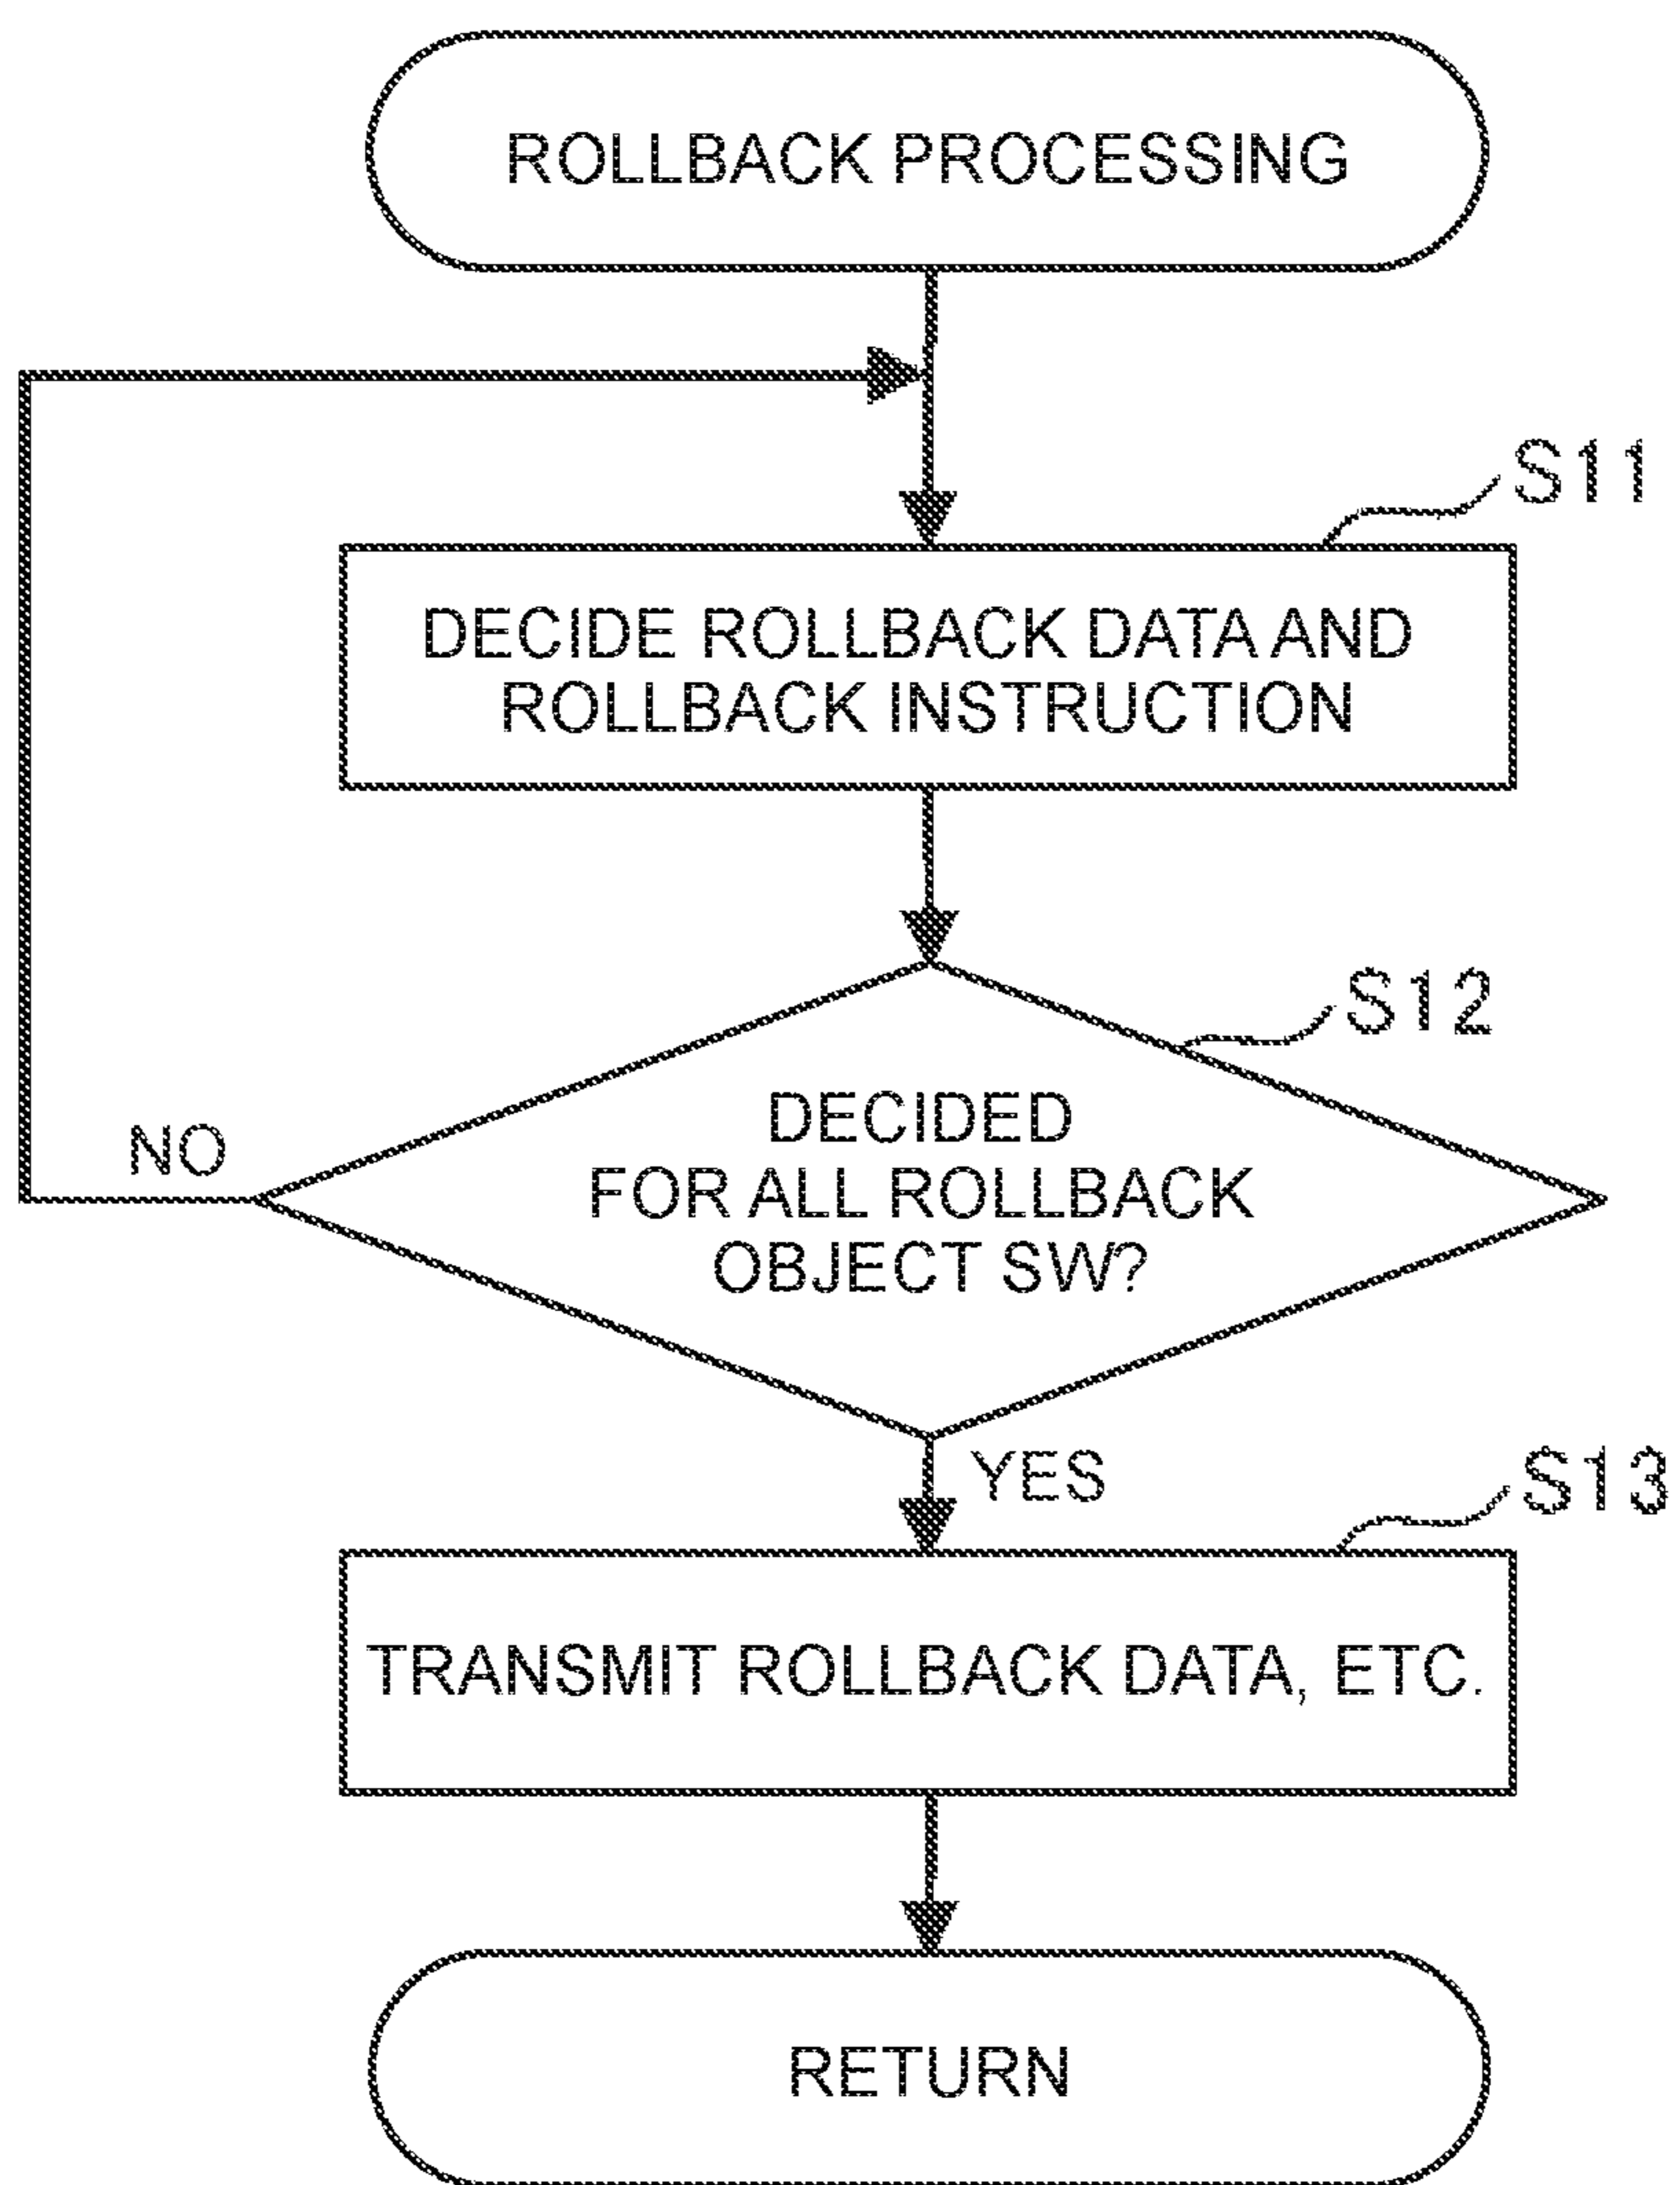 ROLLBACK PROCESSING
S11
DECIDE ROLLBACK DATA AND
ROLLBACK INSTRUCTION
S12
DECIDED
FOR ALL ROLLBACK
OBJECT SW?
NO
YES
S13
TRANSMIT ROLLBACK DATA, ETC.
RETURN